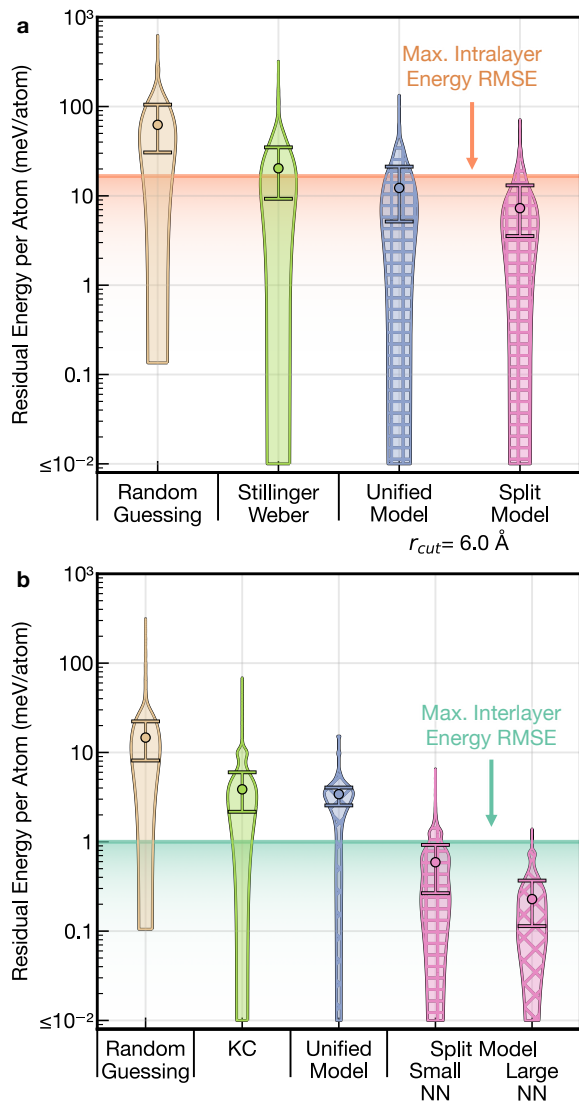 a
Residual Energy per Atom (meV/atom)
10³
100
10
1
0.1
≤10⁻²
Max. Intralayer
Energy RMSE
Random
Guessing
Stillinger
Weber
Unified
Model
Split
Model
r_cut= 6.0 Å
b
Residual Energy per Atom (meV/atom)
10³
100
10
1
0.1
≤10⁻²
Max. Interlayer
Energy RMSE
Random
Guessing
KC
Unified
Model
Split Model
Small
NN
Large
NN